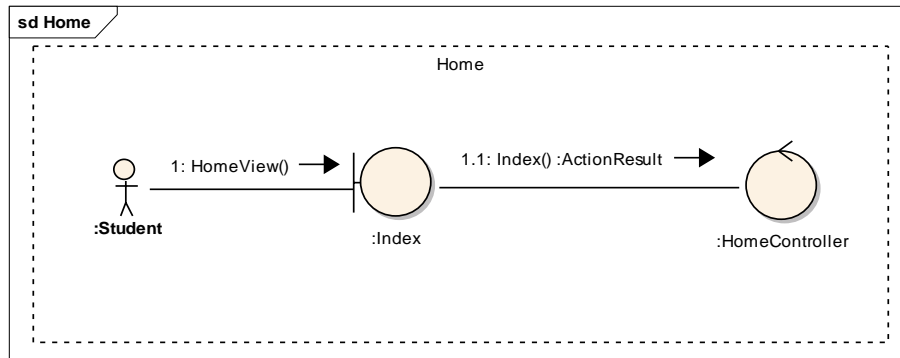 sd Home
Home
1: HomeView()
1.1: Index() :ActionResult
:Student
:Index
:HomeController